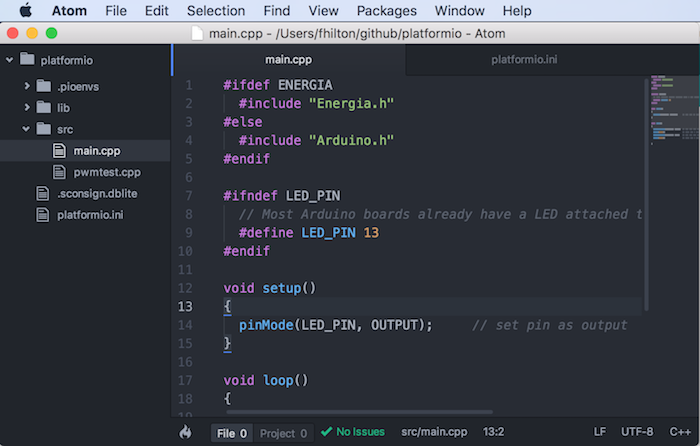 Atom File Edit Selection Find View Packages Window Help
main.cpp - /Users/fhilton/github/platformio - Atom
platformio
.pioenvs
lib
src
main.cpp
pwmtest.cpp
.sconsign.dblite
platformio.ini
main.cpp platformio.ini
1 #ifdef ENERGIA
2 #include "Energia.h"
3 #else
4 #include "Arduino.h"
5 #endif
6
7 #ifndef LED_PIN
8 // Most Arduino boards already have a LED attached t
9 #define LED_PIN 13
10 #endif
11
12 void setup()
13 {
14 pinMode(LED_PIN, OUTPUT); // set pin as output
15 }
16
17 void loop()
18 {
File 0 Project 0 No Issues src/main.cpp 13:2 LF UTF-8 C++